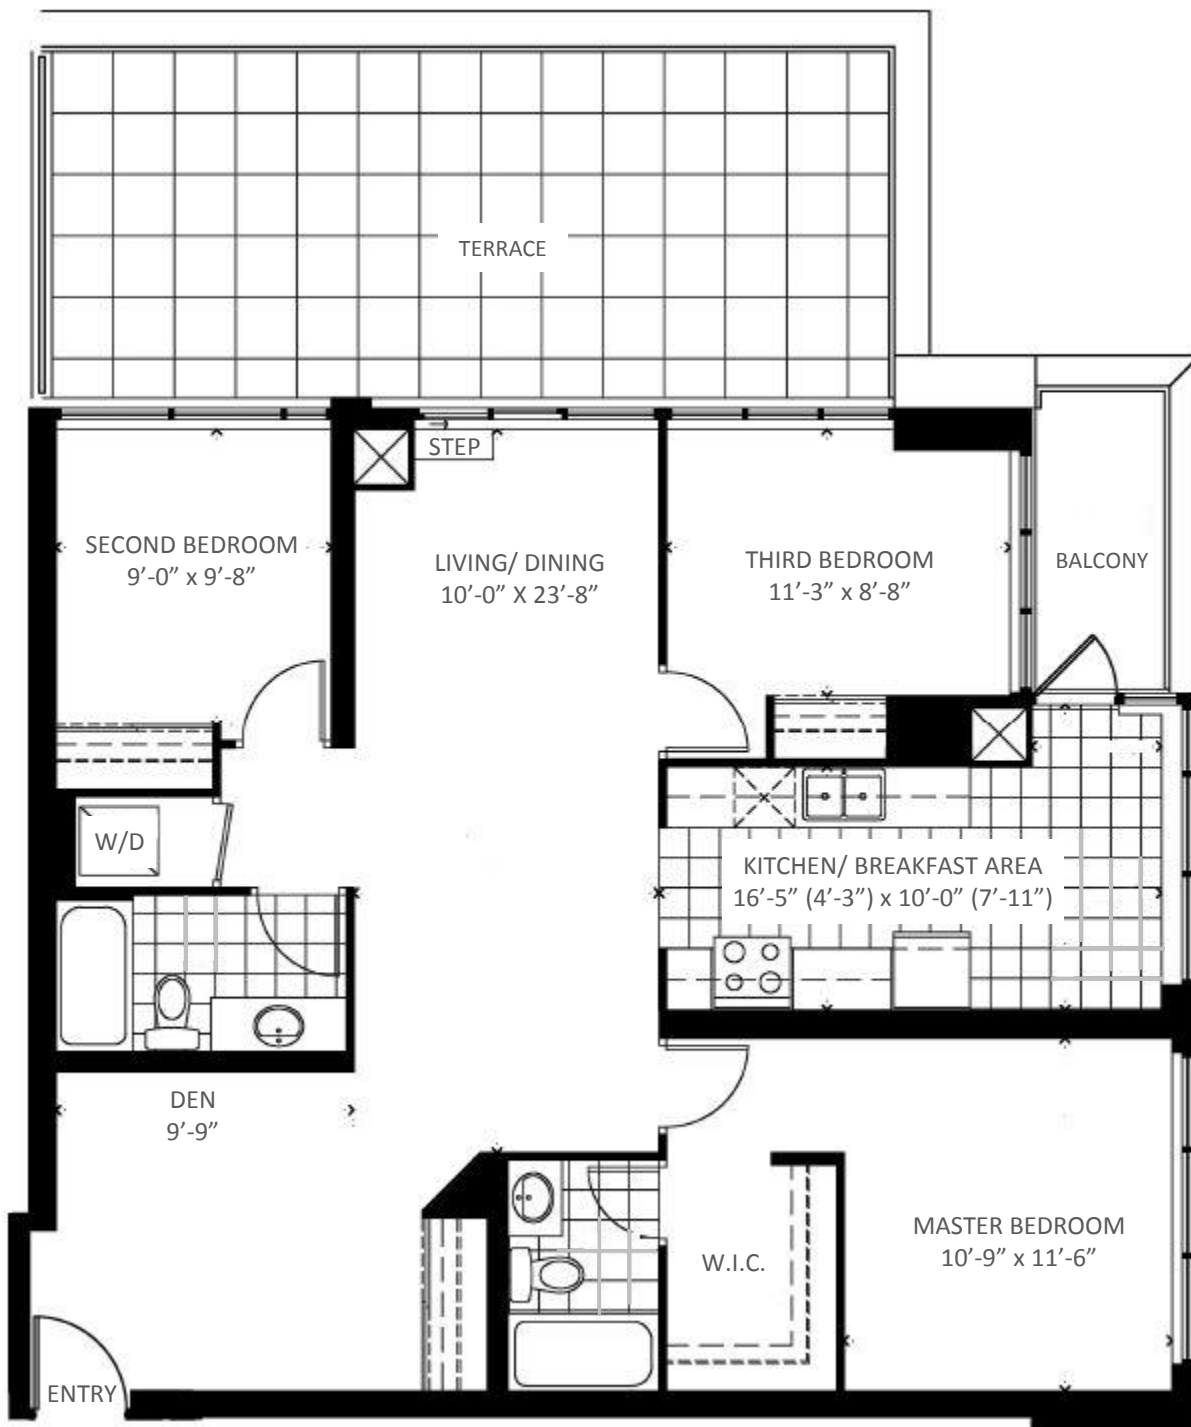 TERRACE
STEP
SECOND BEDROOM
9’-0” x 9’-8”
LIVING/ DINING
10’-0” X 23’-8”
THIRD BEDROOM
11’-3” x 8’-8”
BALCONY
W/D
KITCHEN/ BREAKFAST AREA
16’-5” (4’-3”) x 10’-0” (7’-11”)
DEN
9’-9”
MASTER BEDROOM
10’-9” x 11’-6”
W.I.C.
ENTRY